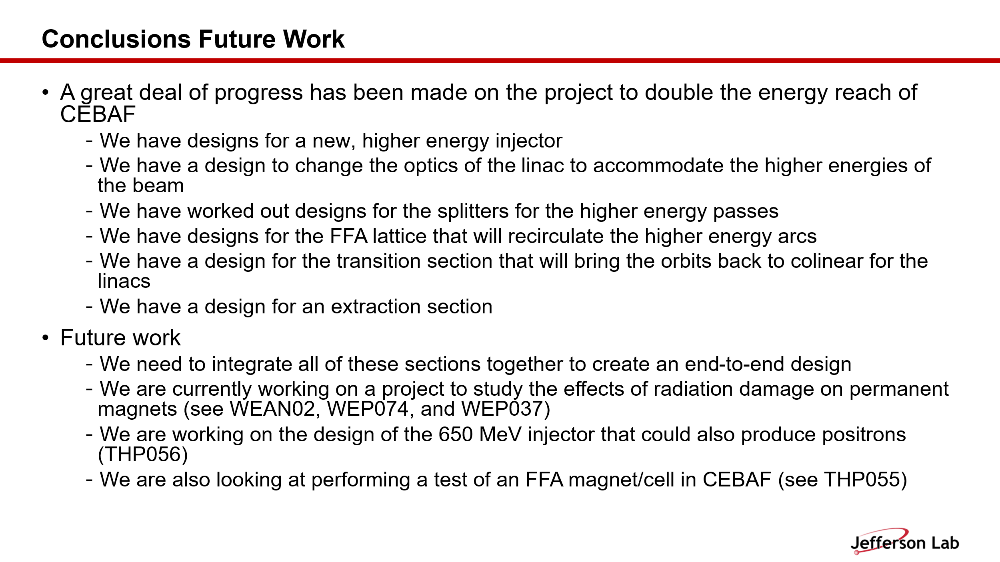 Conclusions Future Work
• A great deal of progress has been made on the project to double the energy reach of
CEBAF
- We have designs for a new, higher energy injector
- We have a design to change the optics of the linac to accommodate the higher energies of
the beam
- We have worked out designs for the splitters for the higher energy passes
- We have designs for the FFA lattice that will recirculate the higher energy arcs
- We have a design for the transition section that will bring the orbits back to colinear for the
linacs
- We have a design for an extraction section
• Future work
- We need to integrate all of these sections together to create an end-to-end design
- We are currently working on a project to study the effects of radiation damage on permanent
magnets (see WEAN02, WEP074, and WEP037)
- We are working on the design of the 650 MeV injector that could also produce positrons
(THP056)
- We are also looking at performing a test of an FFA magnet/cell in CEBAF (see THP055)
Jefferson Lab